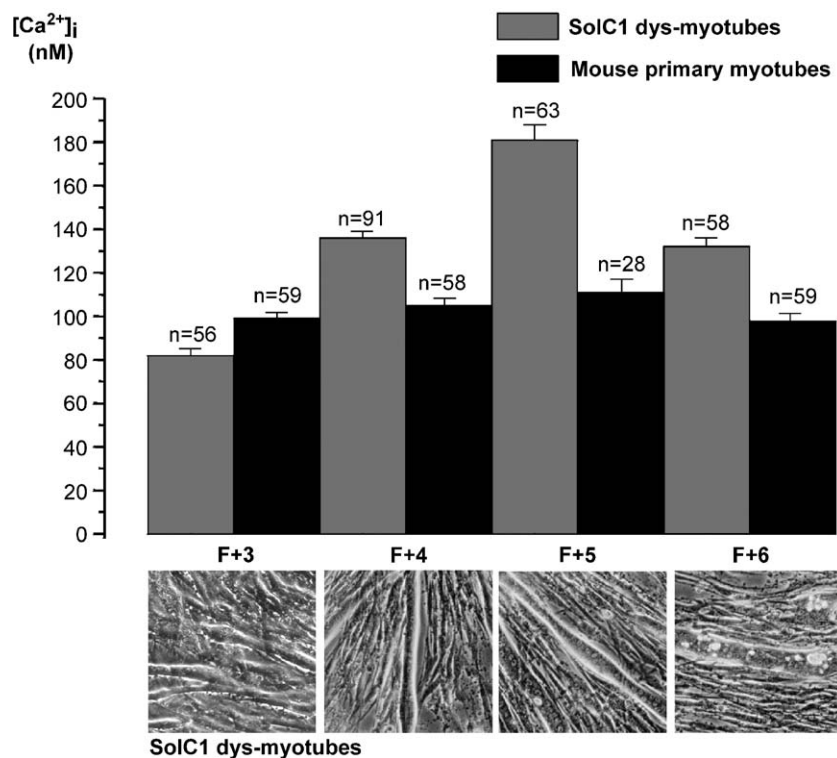 [Ca²⁺]i
(nM)
SolC1 dys-myotubes
Mouse primary myotubes
200
180
160
140
120
100
80
60
40
20
0
n=56
n=59
n=91
n=58
n=63
n=28
n=58
n=59
F+3 F+4 F+5 F+6
SolC1 dys-myotubes